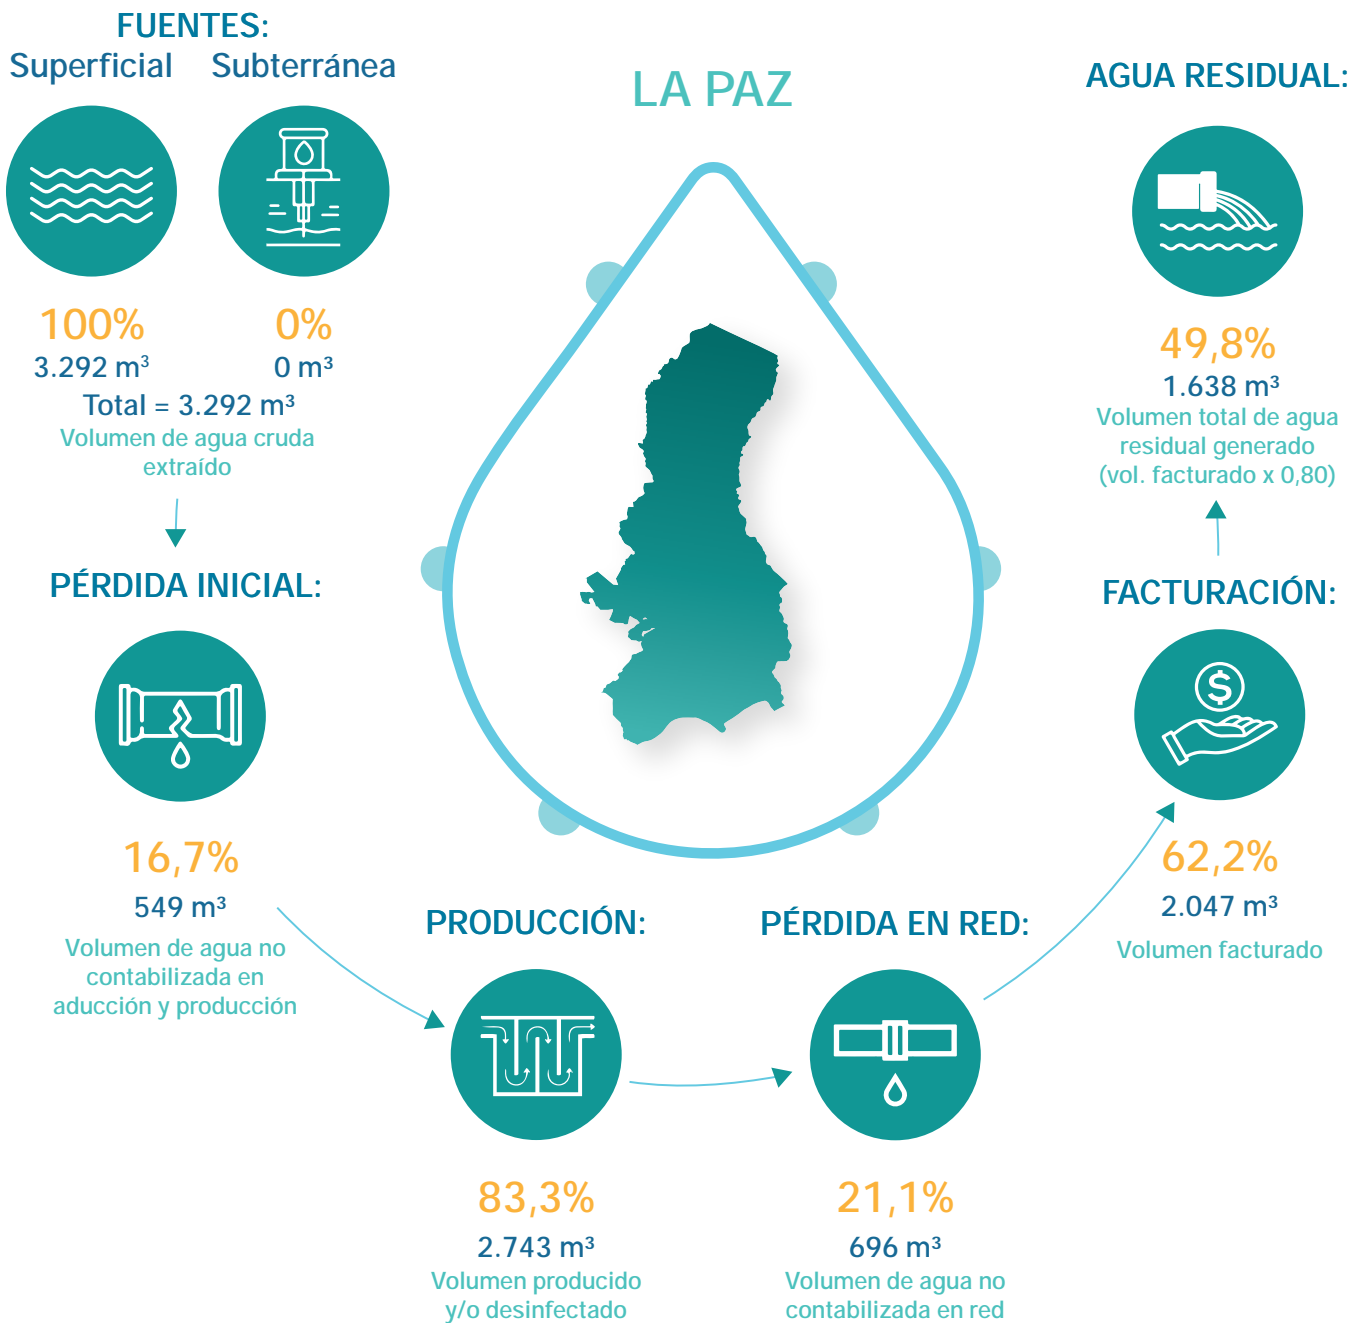 FUENTES:
Superficial
Subterránea
100%
3.292 m³
0%
0 m³
Total = 3.292 m³
Volumen de agua cruda
extraído
PÉRDIDA INICIAL:
16,7%
549 m³
Volumen de agua no
contabilizada en
aducción y producción
LA PAZ
PRODUCCIÓN:
83,3%
2.743 m³
Volumen producido
y/o desinfectado
PÉRDIDA EN RED:
21,1%
696 m³
Volumen de agua no
contabilizada en red
FACTURACIÓN:
$
62,2%
2.047 m³
Volumen facturado
AGUA RESIDUAL:
49,8%
1.638 m³
Volumen total de agua
residual generado
(vol. facturado x 0,80)